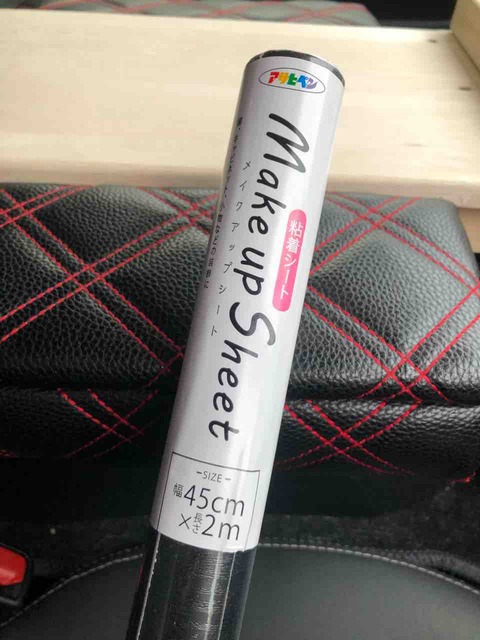 アサヒペン
Make up Sheet
粘着シート
メイクアップシート
-SIZE-
幅45cm
×長さ2m